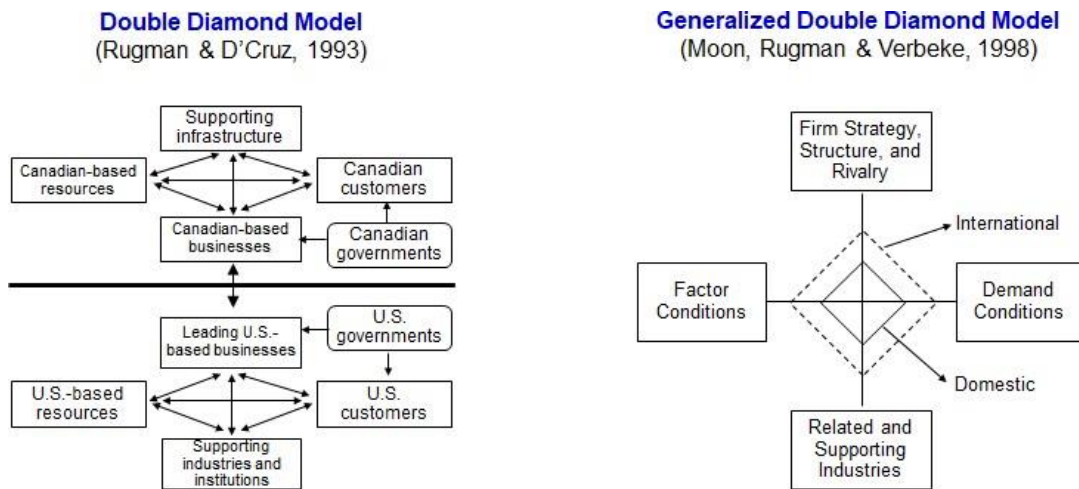 Double Diamond Model
(Rugman & D'Cruz, 1993)
Supporting
infrastructure
Canadian-based
resources
Canadian
customers
Canadian-based
businesses
Canadian
governments
Leading U.S.-
based businesses
U.S.
governments
U.S.-based
resources
U.S.
customers
Supporting
industries and
institutions
Generalized Double Diamond Model
(Moon, Rugman & Verbeke, 1998)
Firm Strategy,
Structure, and
Rivalry
International
Factor
Conditions
Demand
Conditions
Domestic
Related and
Supporting
Industries